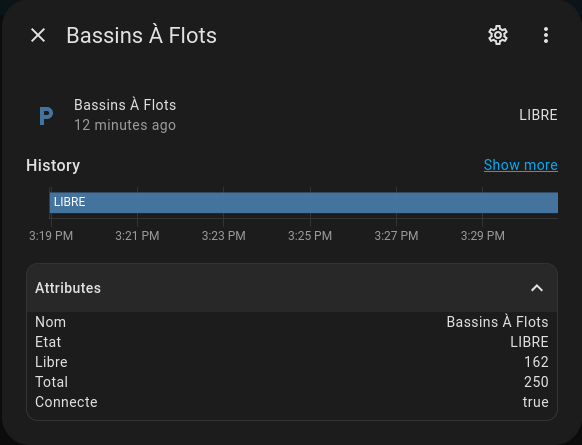 Bassins À Flots
P
Bassins À Flots
12 minutes ago
LIBRE
History
Show more
LIBRE
3:19 PM 3:21 PM 3:23 PM 3:25 PM 3:27 PM 3:29 PM
Attributes
Nom Bassins À Flots
Etat LIBRE
Libre 162
Total 250
Connecte true